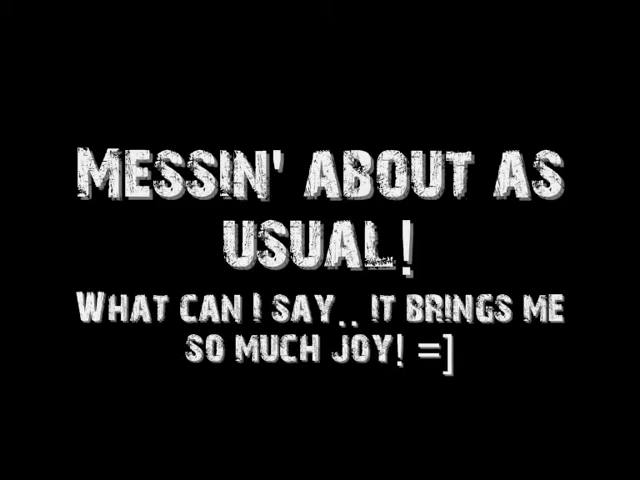 Messin' about as
usual!
What can I say.. it brings me
so much joy! =]